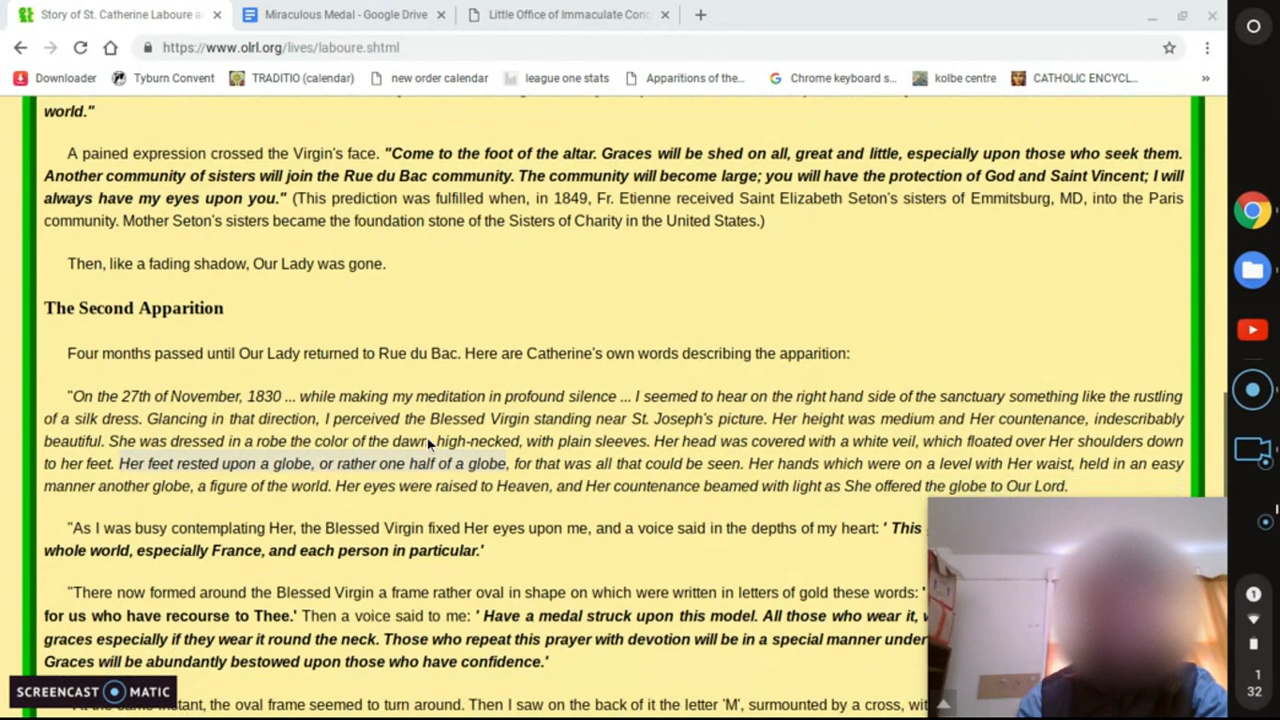 Story of St. Catherine Laboure a
Miraculous Medal - Google Drive
Little Office of Immaculate Conc
https://www.olrl.org/lives/laboure.shtml
Downloader
Tyburn Convent
TRADITIO (calendar)
new order calendar
league one stats
Apparitions of the...
Chrome keyboard s...
kolbe centre
CATHOLIC ENCYCL...
»
world."
A pained expression crossed the Virgin's face. "Come to the foot of the altar. Graces will be shed on all, great and little, especially upon those who seek them.
Another community of sisters will join the Rue du Bac community. The community will become large; you will have the protection of God and Saint Vincent; I will
always have my eyes upon you." (This prediction was fulfilled when, in 1849, Fr. Etienne received Saint Elizabeth Seton's sisters of Emmitsburg, MD, into the Paris
community. Mother Seton's sisters became the foundation stone of the Sisters of Charity in the United States.)
Then, like a fading shadow, Our Lady was gone.
The Second Apparition
Four months passed until Our Lady returned to Rue du Bac. Here are Catherine's own words describing the apparition:
"On the 27th of November, 1830 ... while making my meditation in profound silence ... I seemed to hear on the right hand side of the sanctuary something like the rustling
of a silk dress. Glancing in that direction, I perceived the Blessed Virgin standing near St. Joseph's picture. Her height was medium and Her countenance, indescribably
beautiful. She was dressed in a robe the color of the dawn, high-necked, with plain sleeves. Her head was covered with a white veil, which floated over Her shoulders down
to her feet. Her feet rested upon a globe, or rather one half of a globe, for that was all that could be seen. Her hands which were on a level with Her waist, held in an easy
manner another globe, a figure of the world. Her eyes were raised to Heaven, and Her countenance beamed with light as She offered the globe to Our Lord.
"As I was busy contemplating Her, the Blessed Virgin fixed Her eyes upon me, and a voice said in the depths of my heart: ' This
whole world, especially France, and each person in particular.'
"There now formed around the Blessed Virgin a frame rather oval in shape on which were written in letters of gold these words: '
for us who have recourse to Thee.' Then a voice said to me: ' Have a medal struck upon this model. All those who wear it,
graces especially if they wear it round the neck. Those who repeat this prayer with devotion will be in a special manner under
Graces will be abundantly bestowed upon those who have confidence.'
same instant, the oval frame seemed to turn around. Then I saw on the back of it the letter 'M', surmounted by a cross,
SCREENCAST MATIC
1
1
32